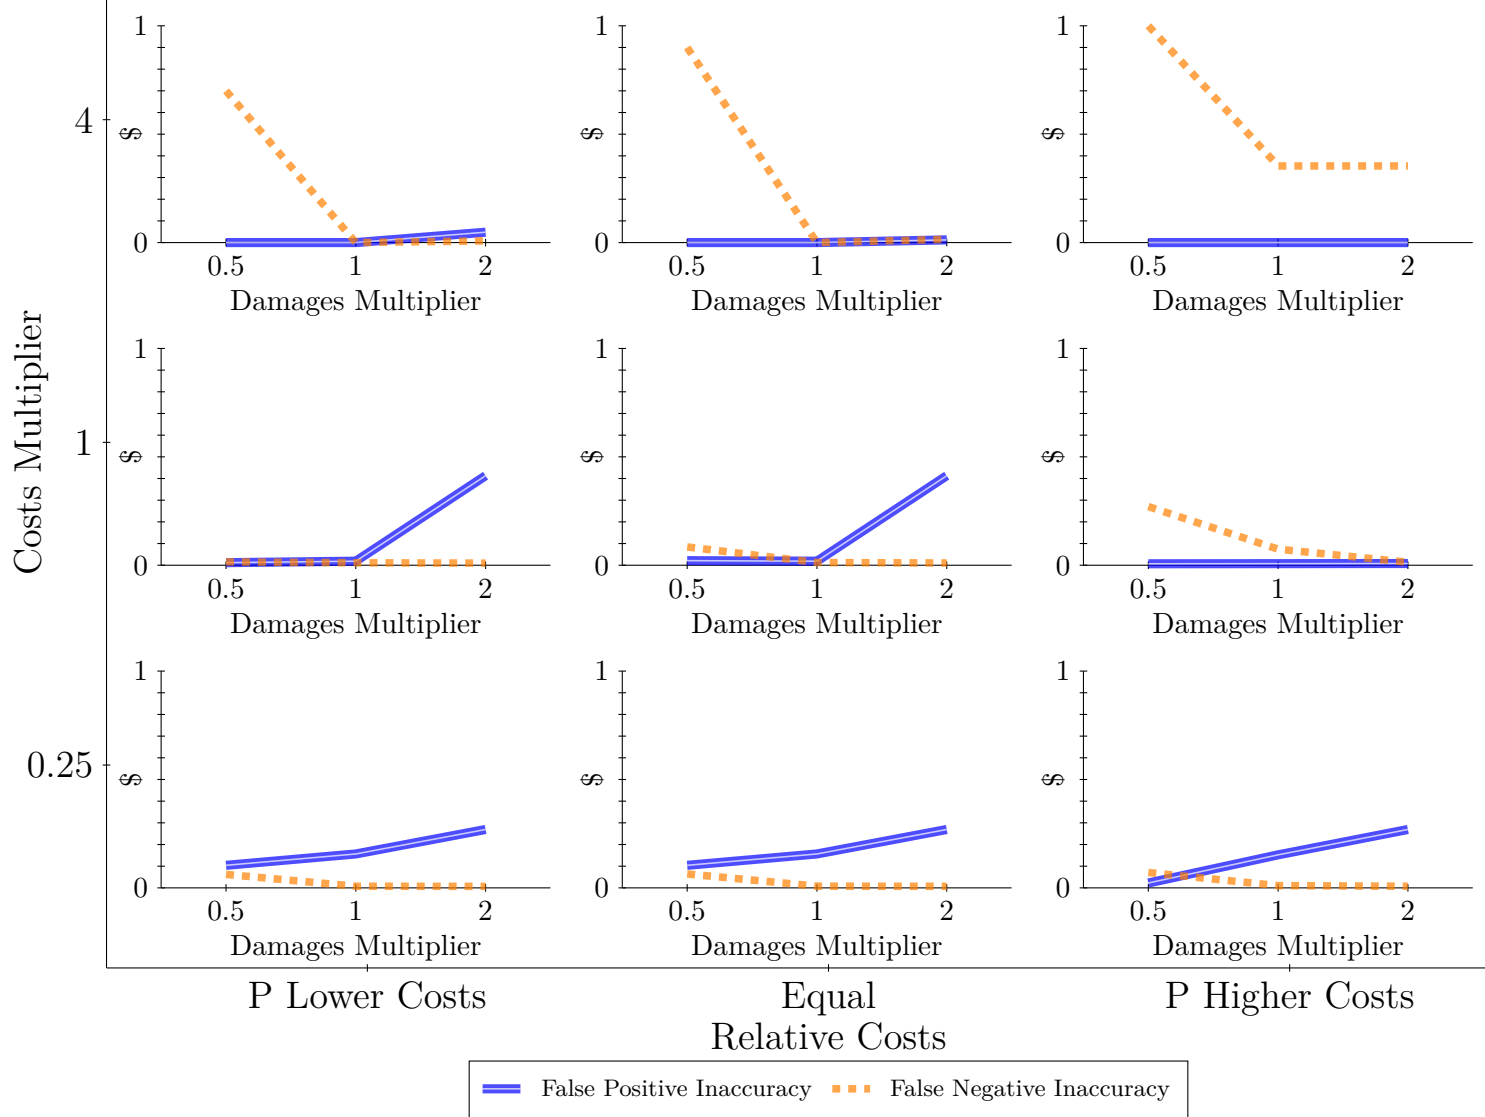 Costs Multiplier
4
1
$
0
0.5 1 2
Damages Multiplier
1
$
0
0.5 1 2
Damages Multiplier
1
$
0
0.5 1 2
Damages Multiplier
1
1
$
0
0.5 1 2
Damages Multiplier
1
$
0
0.5 1 2
Damages Multiplier
1
$
0
0.5 1 2
Damages Multiplier
0.25
1
$
0
0.5 1 2
Damages Multiplier
1
$
0
0.5 1 2
Damages Multiplier
1
$
0
0.5 1 2
Damages Multiplier
P Lower Costs
Equal
P Higher Costs
Relative Costs
False Positive Inaccuracy
False Negative Inaccuracy